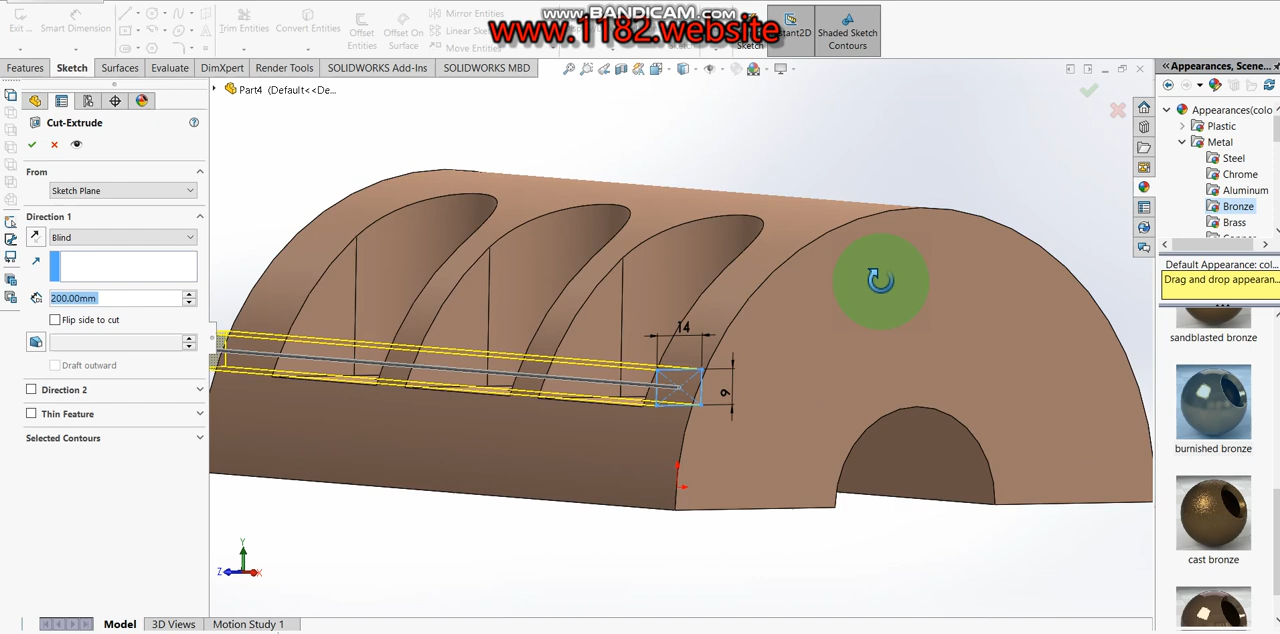 Exit ...
Smart Dimension
Trim Entities
Convert Entities
Offset Entities
Offset On Surface
Mirror Entities
Linear Ske
Move Entities
www.BANDICAM.com
www.1182.website
Sketch
Instant2D
Shaded Sketch Contours
Features
Sketch
Surfaces
Evaluate
DimXpert
Render Tools
SOLIDWORKS Add-Ins
SOLIDWORKS MBD
Part4 (Default<<De...
Cut-Extrude
From
Sketch Plane
Direction 1
Blind
200.00mm
Flip side to cut
Draft outward
Direction 2
Thin Feature
Selected Contours
14
9
Y
Z
X
Model
3D Views
Motion Study 1
Appearances, Scene...
Appearances(colo
Plastic
Metal
Steel
Chrome
Aluminum
Bronze
Brass
Default Appearance: col...
Drag and drop appearan...
sandblasted bronze
burnished bronze
cast bronze